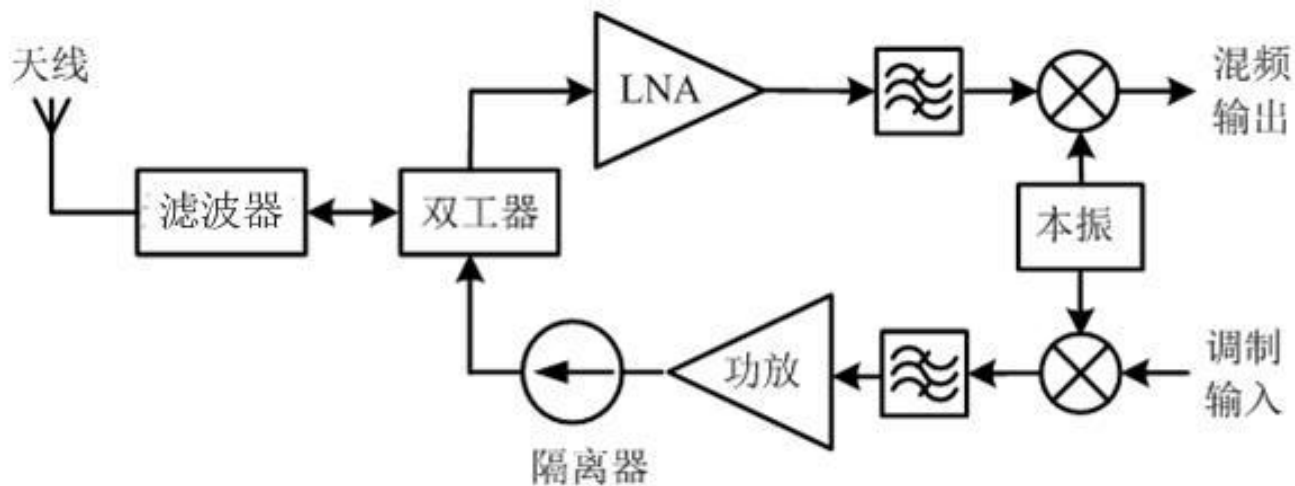 天线
LNA
混频
输出
滤波器
双工器
本振
功放
调制
输入
隔离器